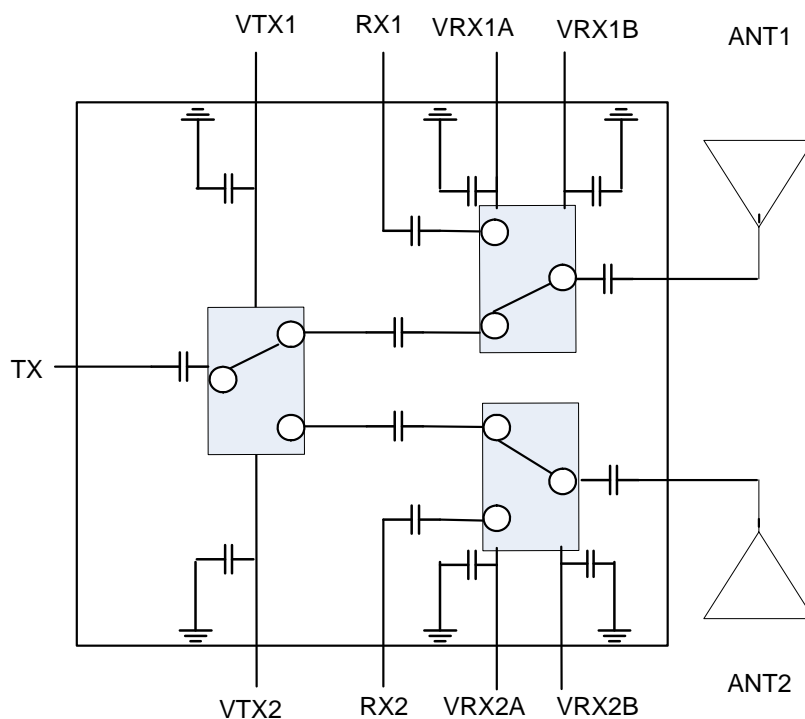 VTX1
RX1
VRX1A
VRX1B
ANT1
TX
VTX2
RX2
VRX2A
VRX2B
ANT2